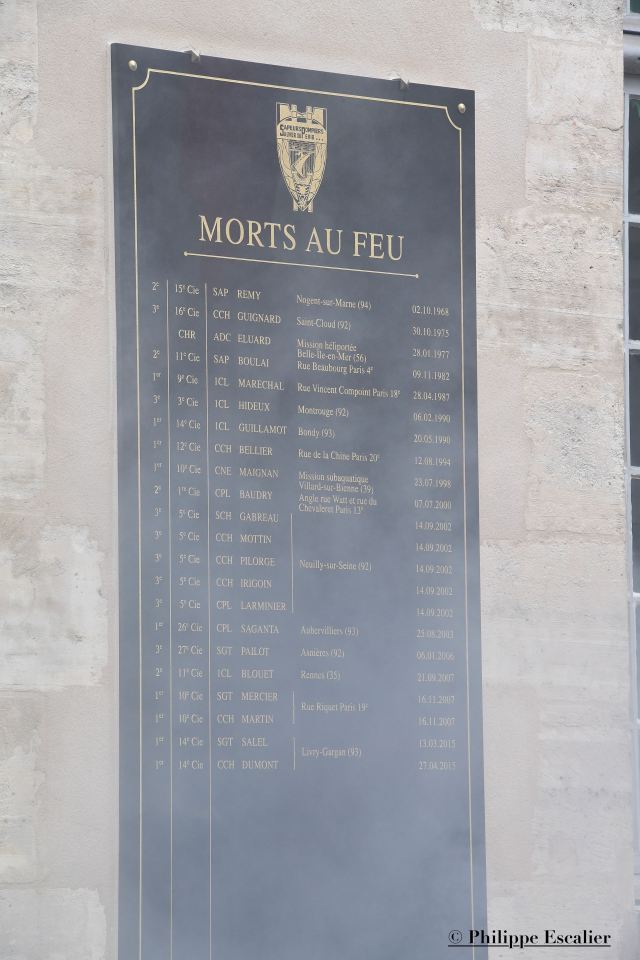 SAPEURS POMPIERS
SAUVER OU PERIR...
MORTS AU FEU
2e 15e Cie SAP REMY Nogent-sur-Marne (94) 02.10.1968
3e 16e Cie CCH GUIGNARD Saint-Cloud (92) 30.10.1975
CHR ADC ELUARD Mission héliportée
Belle-Ile-en-Mer (56) 28.01.1977
2e 11e Cie SAP BOULAI Rue Beaubourg Paris 4e 09.11.1982
1er 9e Cie 1CL MARECHAL Rue Vincent Compoint Paris 18e 28.04.1987
3e 3e Cie 1CL HIDEUX Montrouge (92) 06.02.1990
1er 14e Cie 1CL GUILLAMOT Bondy (93) 20.05.1990
1er 12e Cie CCH BELLIER Rue de la Chine Paris 20e 12.08.1994
1er 10e Cie CNE MAIGNAN Mission subaquatique
Villard-sur-Bienne (39) 23.07.1998
2e 1re Cie CPL BAUDRY Angle rue Watt et rue du
Chevaleret Paris 13e 07.07.2000
3e 5e Cie SCH GABREAU 14.09.2002
3e 5e Cie CCH MOTTIN 14.09.2002
3e 5e Cie CCH PILORGE Neuilly-sur-Seine (92) 14.09.2002
3e 5e Cie CCH IRIGOIN 14.09.2002
3e 5e Cie CPL LARMINIER 14.09.2002
1er 26e Cie CPL SAGANTA Aubervilliers (93) 25.08.2003
3e 27e Cie SGT PAILOT Asnières (92) 06.01.2006
2e 11e Cie 1CL BLOUET Rennes (35) 21.09.2007
1er 10e Cie SGT MERCIER Rue Riquet Paris 19e 16.11.2007
1er 10e Cie CCH MARTIN 16.11.2007
1er 14e Cie SGT SALEL Livry-Gargan (93) 13.03.2015
1er 14e Cie CCH DUMONT 27.04.2015
© Philippe Escalier